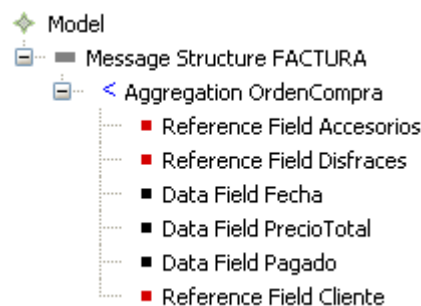 Model
Message Structure FACTURA
Aggregation OrdenCompra
Reference Field Accesorios
Reference Field Disfraces
Data Field Fecha
Data Field PrecioTotal
Data Field Pagado
Reference Field Cliente